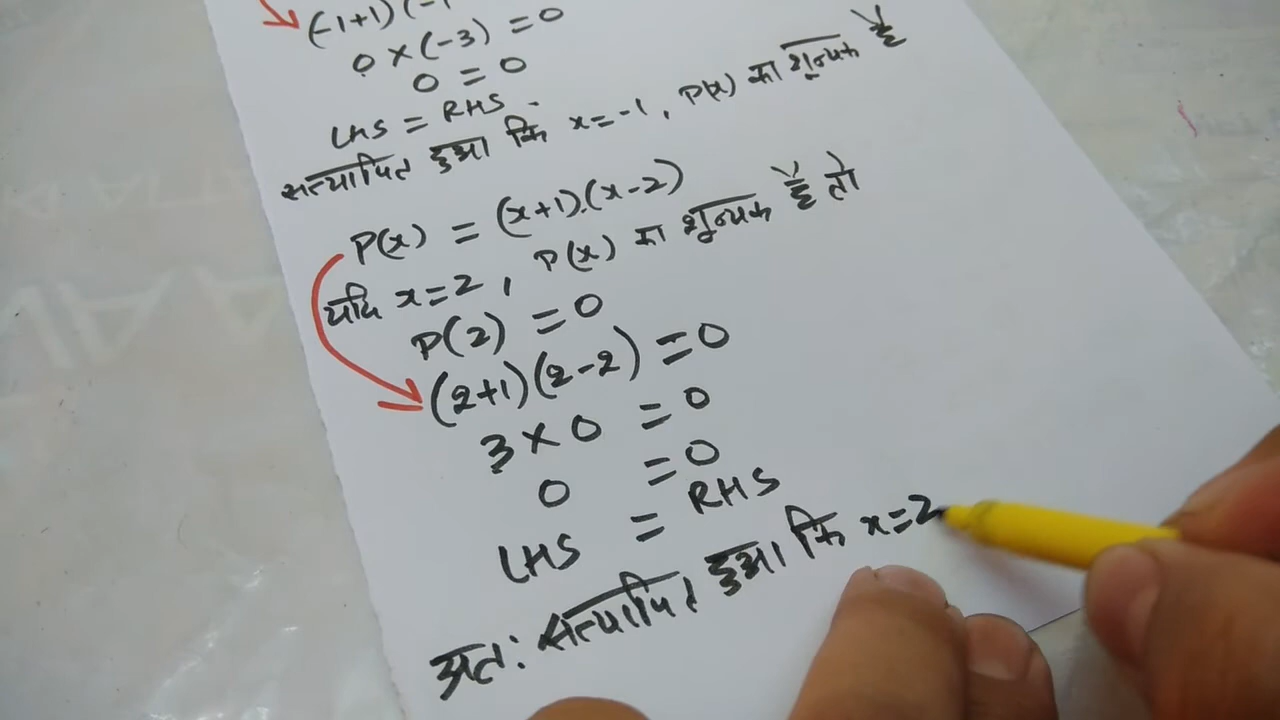 (-1+1)(-1
0 × (-3) = 0
0 = 0
LHS = RHS .
सत्यापित हुआ कि x=-1, P(x) का शून्यक है
P(x) = (x+1).(x-2)
यदि x=2, P(x) का शून्यक है तो
P(2) = 0
(2+1)(2-2) = 0
3 × 0 = 0
0 = 0
LHS = RHS
अतः सत्यापित हुआ कि x=2